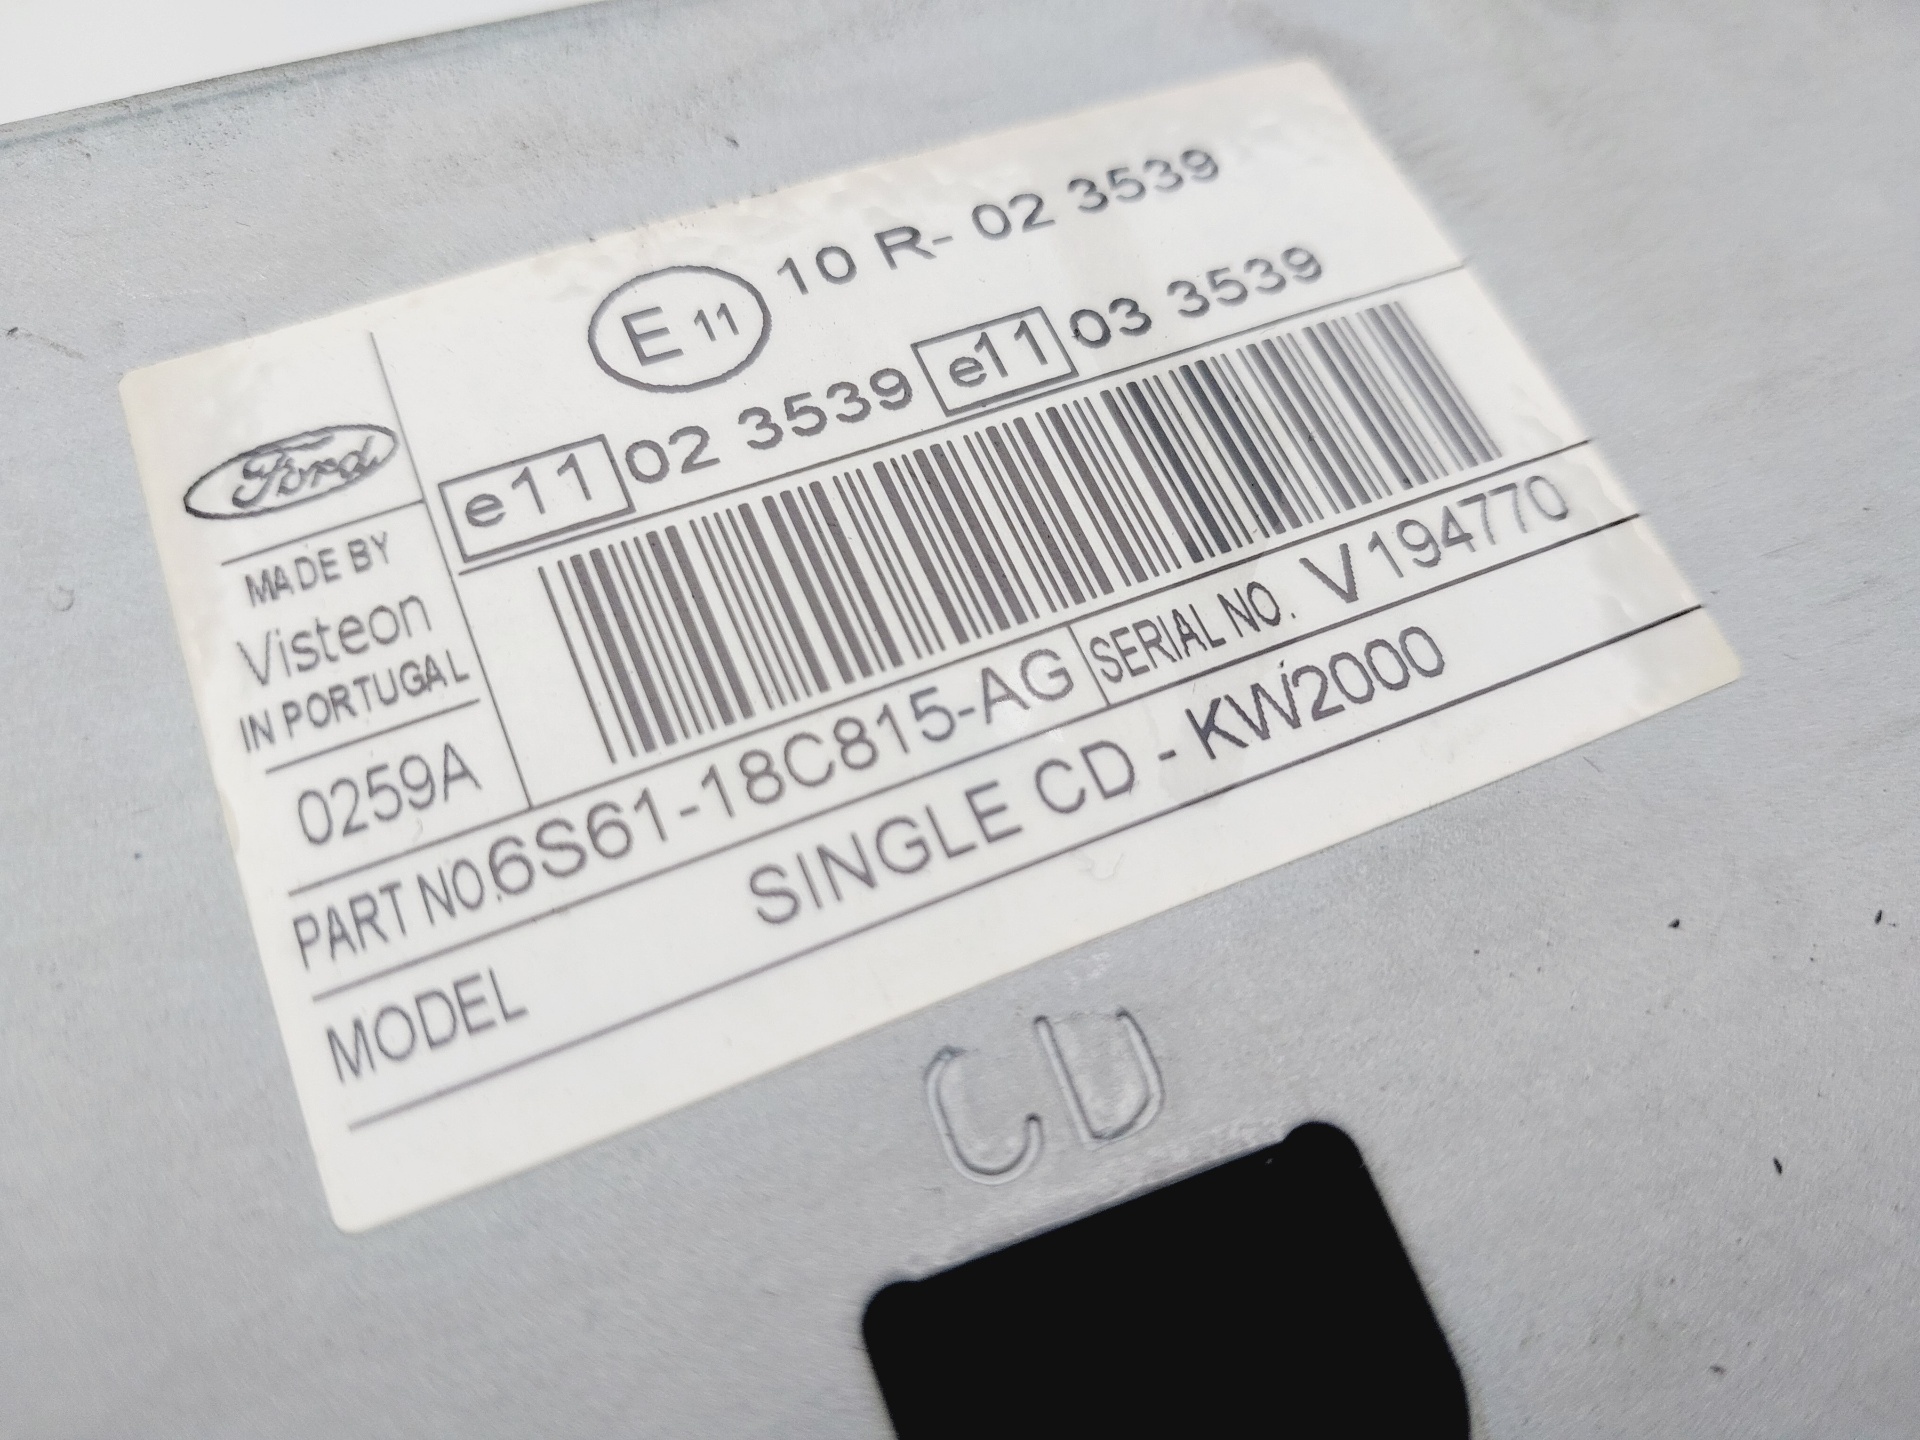 E 11 10 R- 02 3539
e11 02 3539 e11 03 3539
Ford
MADE BY
Visteon
IN PORTUGAL
0259A
PART NO. 6S61-18C815-AG SERIAL NO. V194770
MODEL SINGLE CD - KW2000
CD